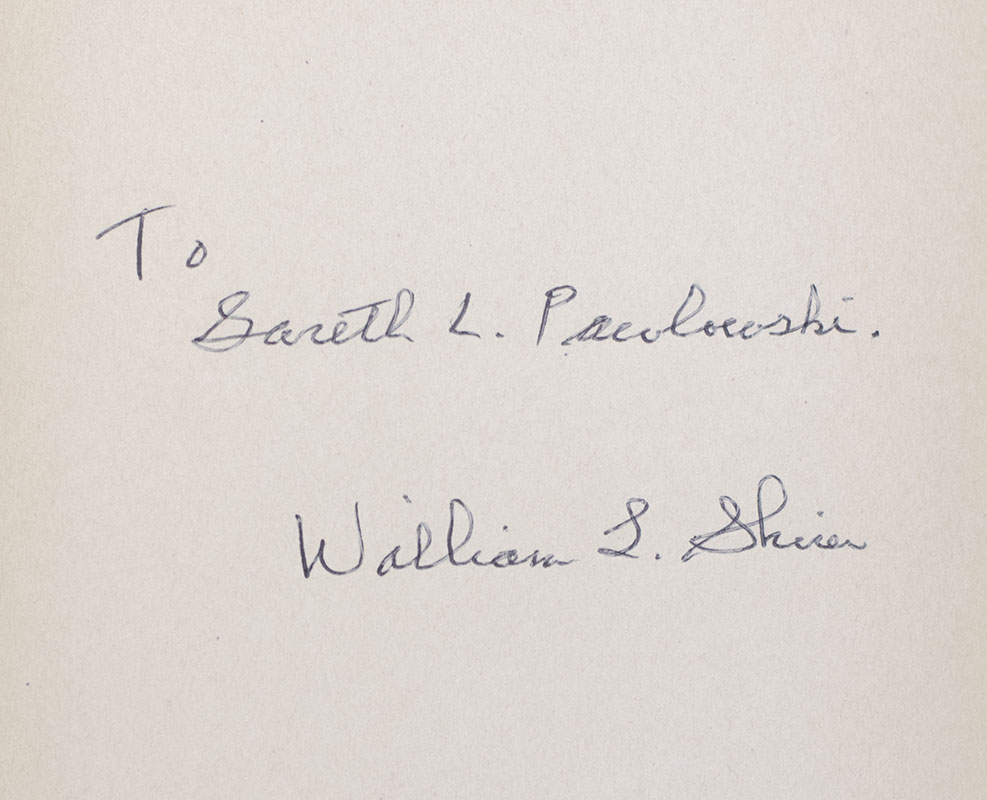 To
Gareth L. Pawlowski.
William L. Shirer